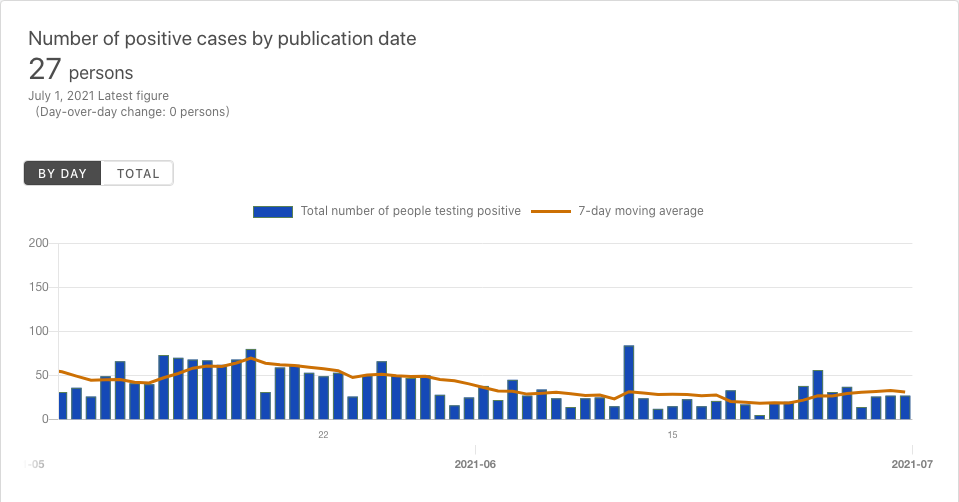 Number of positive cases by publication date
27 persons
July 1, 2021 Latest figure
(Day-over-day change: 0 persons)
BY DAY TOTAL
Total number of people testing positive 7-day moving average
200
150
100
50
0
22 15
-05 2021-06 2021-07